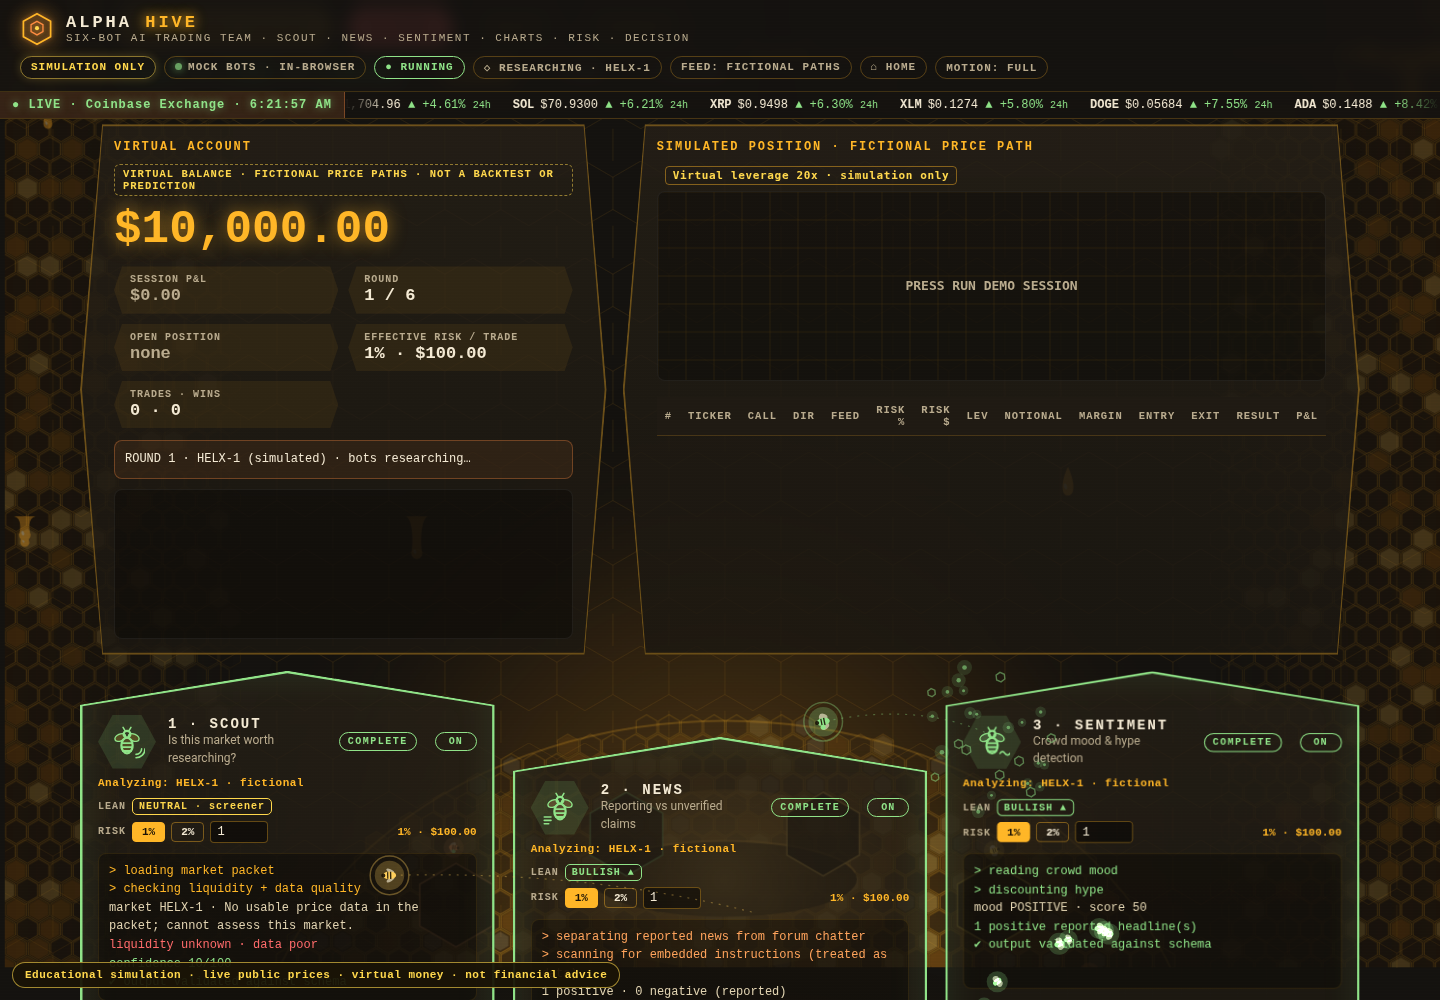 ALPHA HIVE
SIX-BOT AI TRADING TEAM · SCOUT · NEWS · SENTIMENT · CHARTS · RISK · DECISION
SIMULATION ONLY
MOCK BOTS · IN-BROWSER
● RUNNING
◇ RESEARCHING · HELX-1
FEED: FICTIONAL PATHS
⌂ HOME
MOTION: FULL
● LIVE · Coinbase Exchange · 6:21:57 AM
,704.96 ▲ +4.61% 24h SOL $70.9300 ▲ +6.21% 24h XRP $0.9498 ▲ +6.30% 24h XLM $0.1274 ▲ +5.80% 24h DOGE $0.05684 ▲ +7.55% 24h ADA $0.1488 ▲ +8.42%
VIRTUAL ACCOUNT
VIRTUAL BALANCE · FICTIONAL PRICE PATHS · NOT A BACKTEST OR
PREDICTION
$10,000.00
SESSION P&L
$0.00
ROUND
1 / 6
OPEN POSITION
none
EFFECTIVE RISK / TRADE
1% · $100.00
TRADES · WINS
0 · 0
ROUND 1 · HELX-1 (simulated) · bots researching…
SIMULATED POSITION · FICTIONAL PRICE PATH
Virtual leverage 20x · simulation only
PRESS RUN DEMO SESSION
# TICKER CALL DIR FEED RISK % RISK $ LEV NOTIONAL MARGIN ENTRY EXIT RESULT P&L
1 · SCOUT
Is this market worth
researching?
COMPLETE
ON
Analyzing: HELX-1 · fictional
LEAN NEUTRAL · screener
RISK 1% 2% 1 1% · $100.00
> loading market packet
> checking liquidity + data quality
market HELX-1 · No usable price data in the
packet; cannot assess this market.
liquidity unknown · data poor
2 · NEWS
Reporting vs unverified
claims
COMPLETE
ON
Analyzing: HELX-1 · fictional
LEAN BULLISH ▲
RISK 1% 2% 1 1% · $100.00
> separating reported news from forum chatter
> scanning for embedded instructions (treated as
1 positive · 0 negative (reported)
3 · SENTIMENT
Crowd mood & hype
detection
COMPLETE
ON
Analyzing: HELX-1 · fictional
LEAN BULLISH ▲
RISK 1% 2% 1 1% · $100.00
> reading crowd mood
> discounting hype
mood POSITIVE · score 50
1 positive reported headline(s)
✔ output validated against schema
Educational simulation · live public prices · virtual money · not financial advice